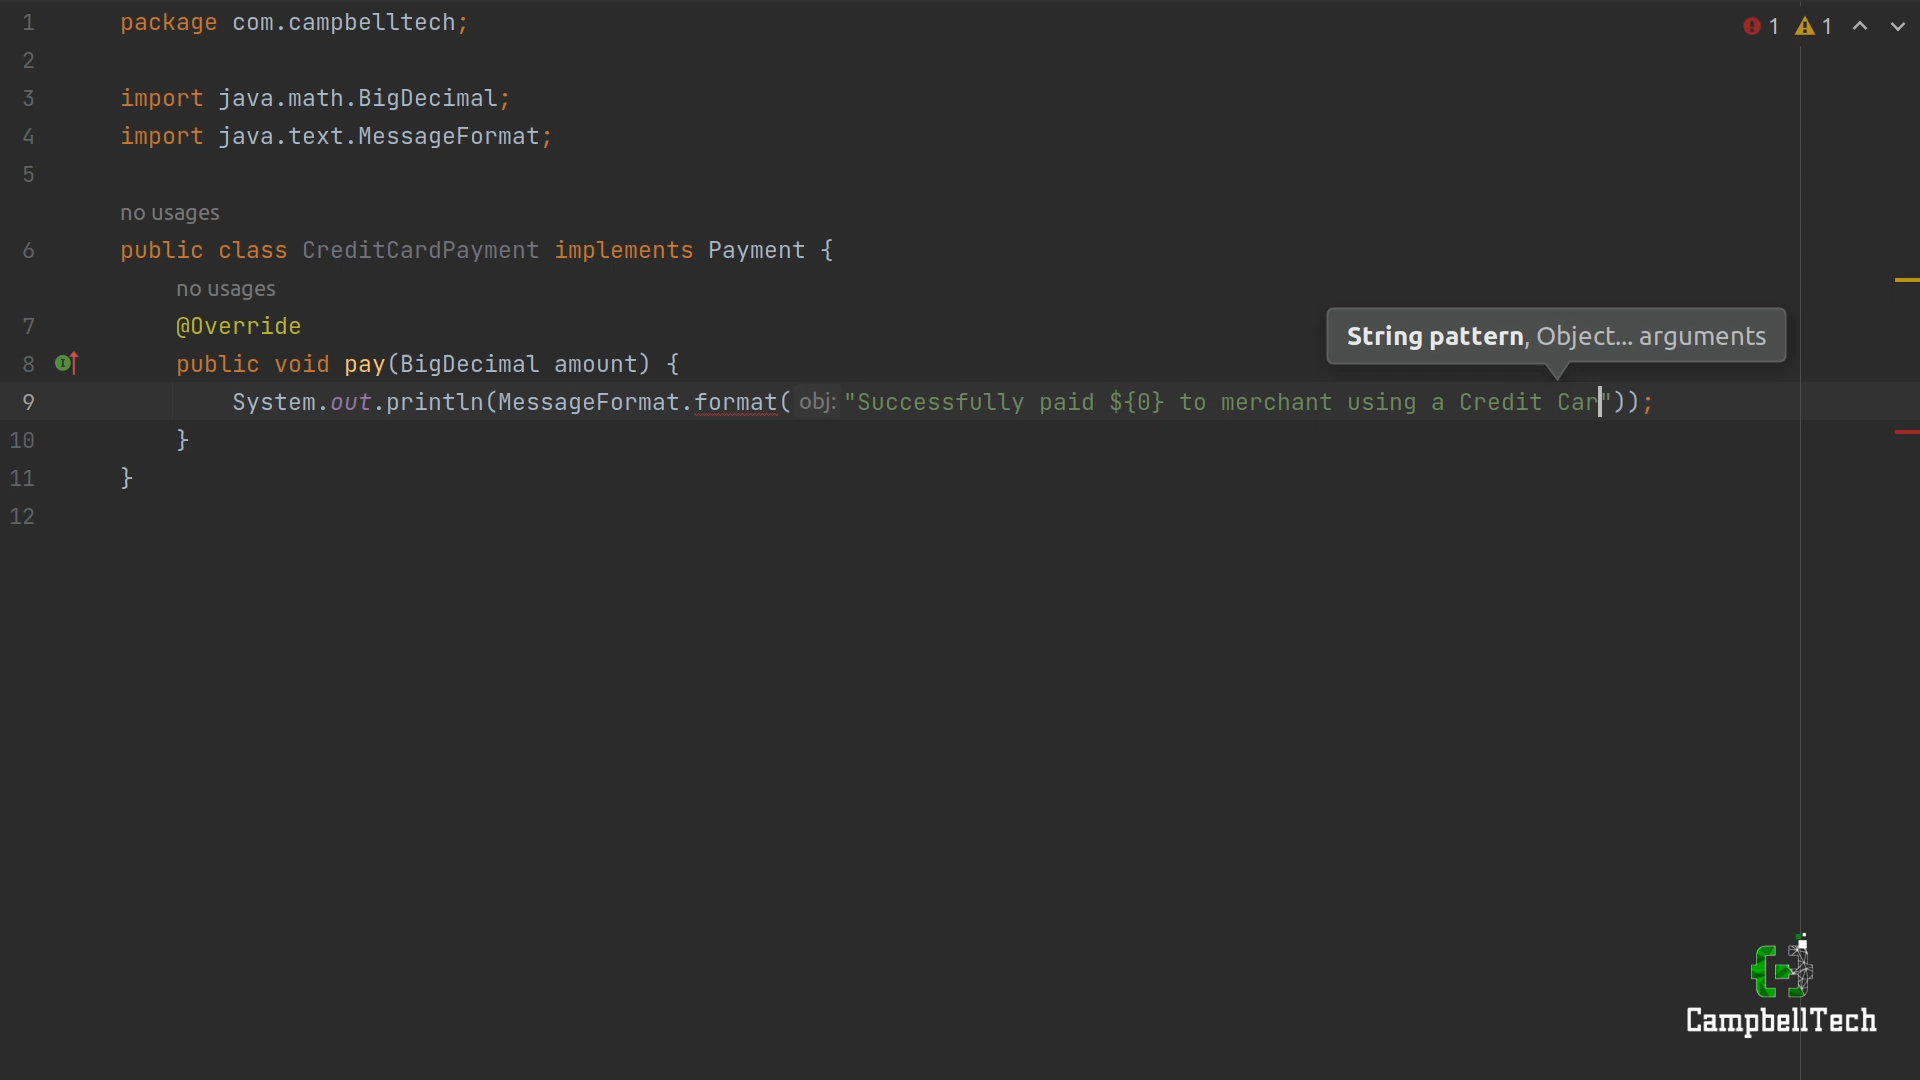 1 package com.campbelltech;
2
3 import java.math.BigDecimal;
4 import java.text.MessageFormat;
5
no usages
6 public class CreditCardPayment implements Payment {
no usages
7 @Override
8 public void pay(BigDecimal amount) {
9 System.out.println(MessageFormat.format( obj: "Successfully paid ${0} to merchant using a Credit Car"));
10 }
11 }
12
1 1
String pattern, Object... arguments
CampbellTech